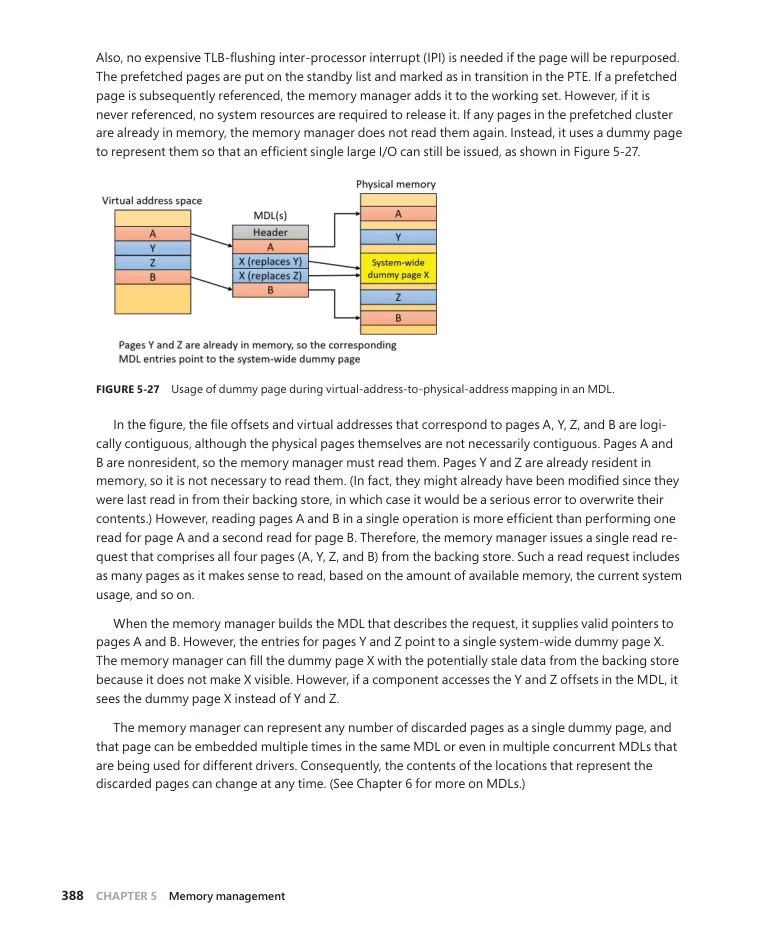 Also, no expensive TLB-flushing inter-processor interrupt (IPI) is needed if the page will be repurposed.
The prefetched pages are put on the standby list and marked as in transition in the PTE. If a prefetched
page is subsequently referenced, the memory manager adds it to the working set. However, if it is
never referenced, no system resources are required to release it. If any pages in the prefetched cluster
are already in memory, the memory manager does not read them again. Instead, it uses a dummy page
to represent them so that an efficient single large I/O can still be issued, as shown in Figure 5-27.
Virtual address space
A
Y
Z
B
MDL(s)
Header
A
X (replaces Y)
X (replaces Z)
B
Physical memory
A
Y
System-wide
dummy page X
Z
B
Pages Y and Z are already in memory, so the corresponding
MDL entries point to the system-wide dummy page
FIGURE 5-27 Usage of dummy page during virtual-address-to-physical-address mapping in an MDL.
In the figure, the file offsets and virtual addresses that correspond to pages A, Y, Z, and B are logi-
cally contiguous, although the physical pages themselves are not necessarily contiguous. Pages A and
B are nonresident, so the memory manager must read them. Pages Y and Z are already resident in
memory, so it is not necessary to read them. (In fact, they might already have been modified since they
were last read in from their backing store, in which case it would be a serious error to overwrite their
contents.) However, reading pages A and B in a single operation is more efficient than performing one
read for page A and a second read for page B. Therefore, the memory manager issues a single read re-
quest that comprises all four pages (A, Y, Z, and B) from the backing store. Such a read request includes
as many pages as it makes sense to read, based on the amount of available memory, the current system
usage, and so on.
When the memory manager builds the MDL that describes the request, it supplies valid pointers to
pages A and B. However, the entries for pages Y and Z point to a single system-wide dummy page X.
The memory manager can fill the dummy page X with the potentially stale data from the backing store
because it does not make X visible. However, if a component accesses the Y and Z offsets in the MDL, it
sees the dummy page X instead of Y and Z.
The memory manager can represent any number of discarded pages as a single dummy page, and
that page can be embedded multiple times in the same MDL or even in multiple concurrent MDLs that
are being used for different drivers. Consequently, the contents of the locations that represent the
discarded pages can change at any time. (See Chapter 6 for more on MDLs.)
388 CHAPTER 5 Memory management